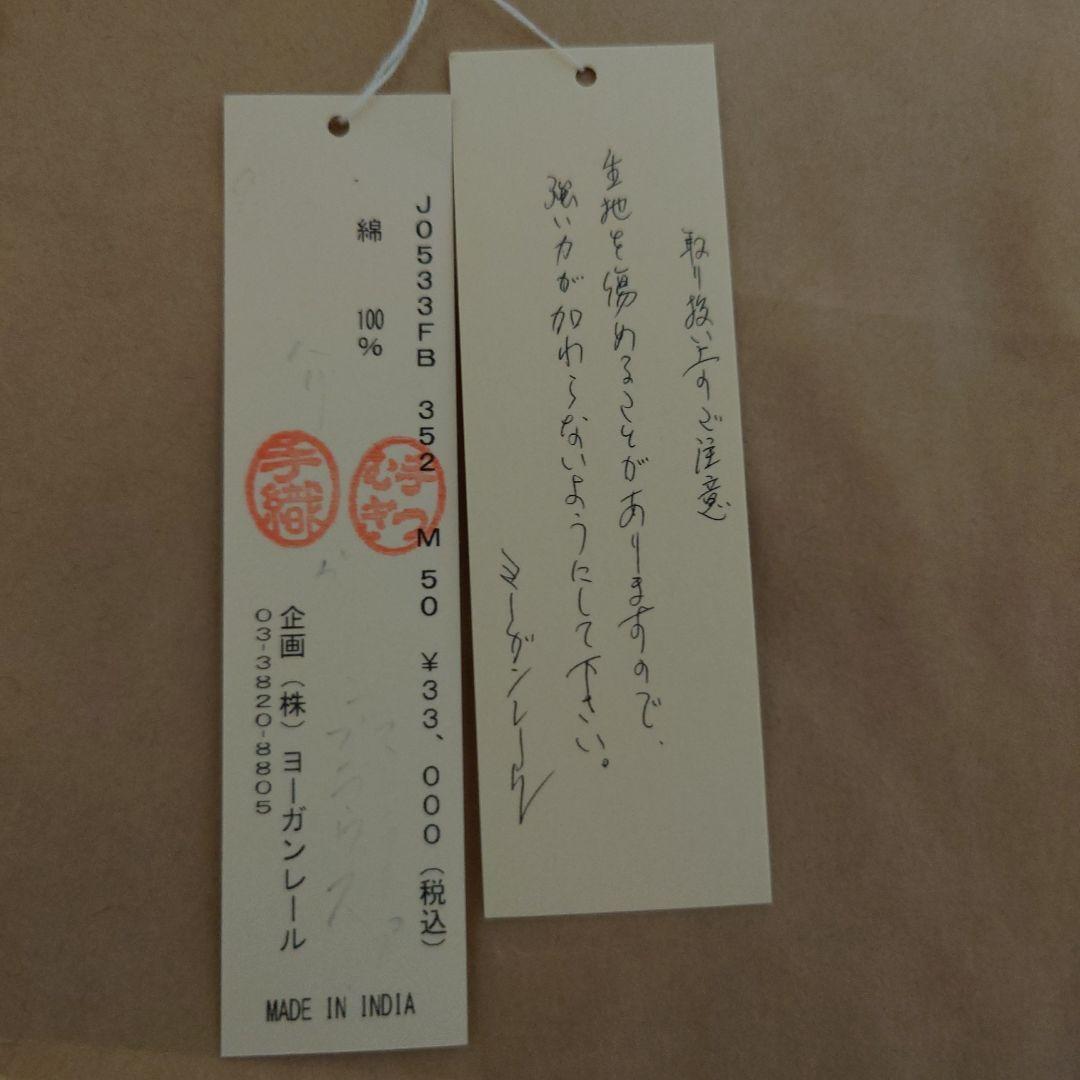 J0533FB 352 M 50 ¥33、000(税込)
綿 100%
手つむぎ
手織
企画(株)ヨーガンレール
03-3820-8805
MADE IN INDIA
取り扱い上のご注意
生地を傷めることがありますので、
強い力が加わらないようにして下さい。
ヨーガンレール